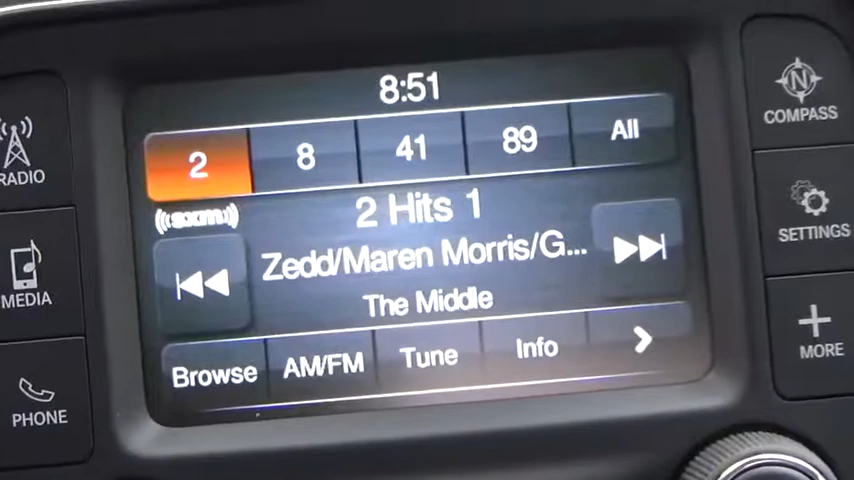 8:51
2 8 41 89 All
((sxm))
2 Hits 1
Zedd/Maren Morris/G...
The Middle
Browse AM/FM Tune Info
RADIO
MEDIA
PHONE
N
COMPASS
SETTINGS
MORE